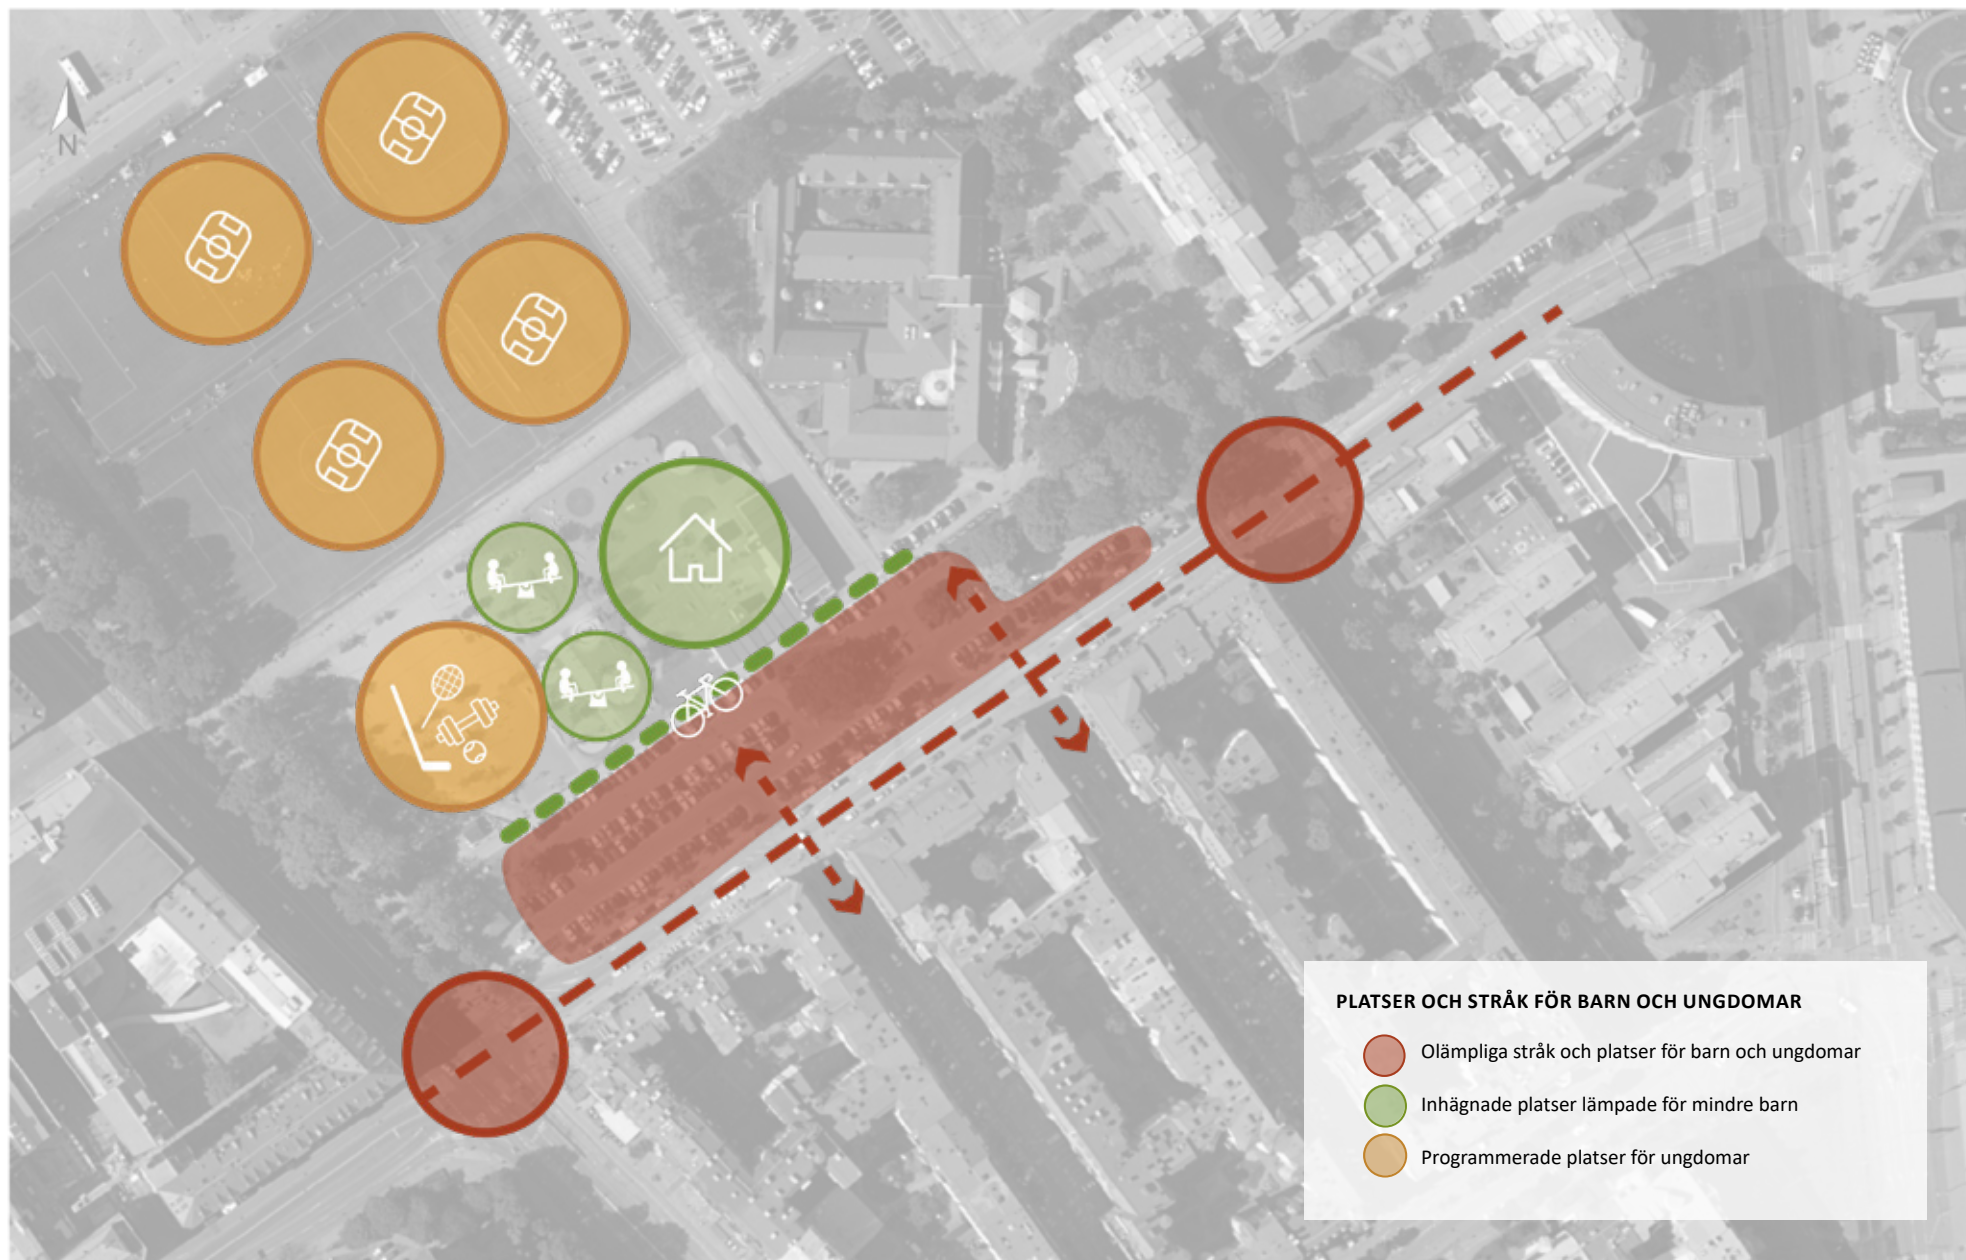 N
PLATSER OCH STRÅK FÖR BARN OCH UNGDOMAR
Olämpliga stråk och platser för barn och ungdomar
Inhägnade platser lämpade för mindre barn
Programmerade platser för ungdomar